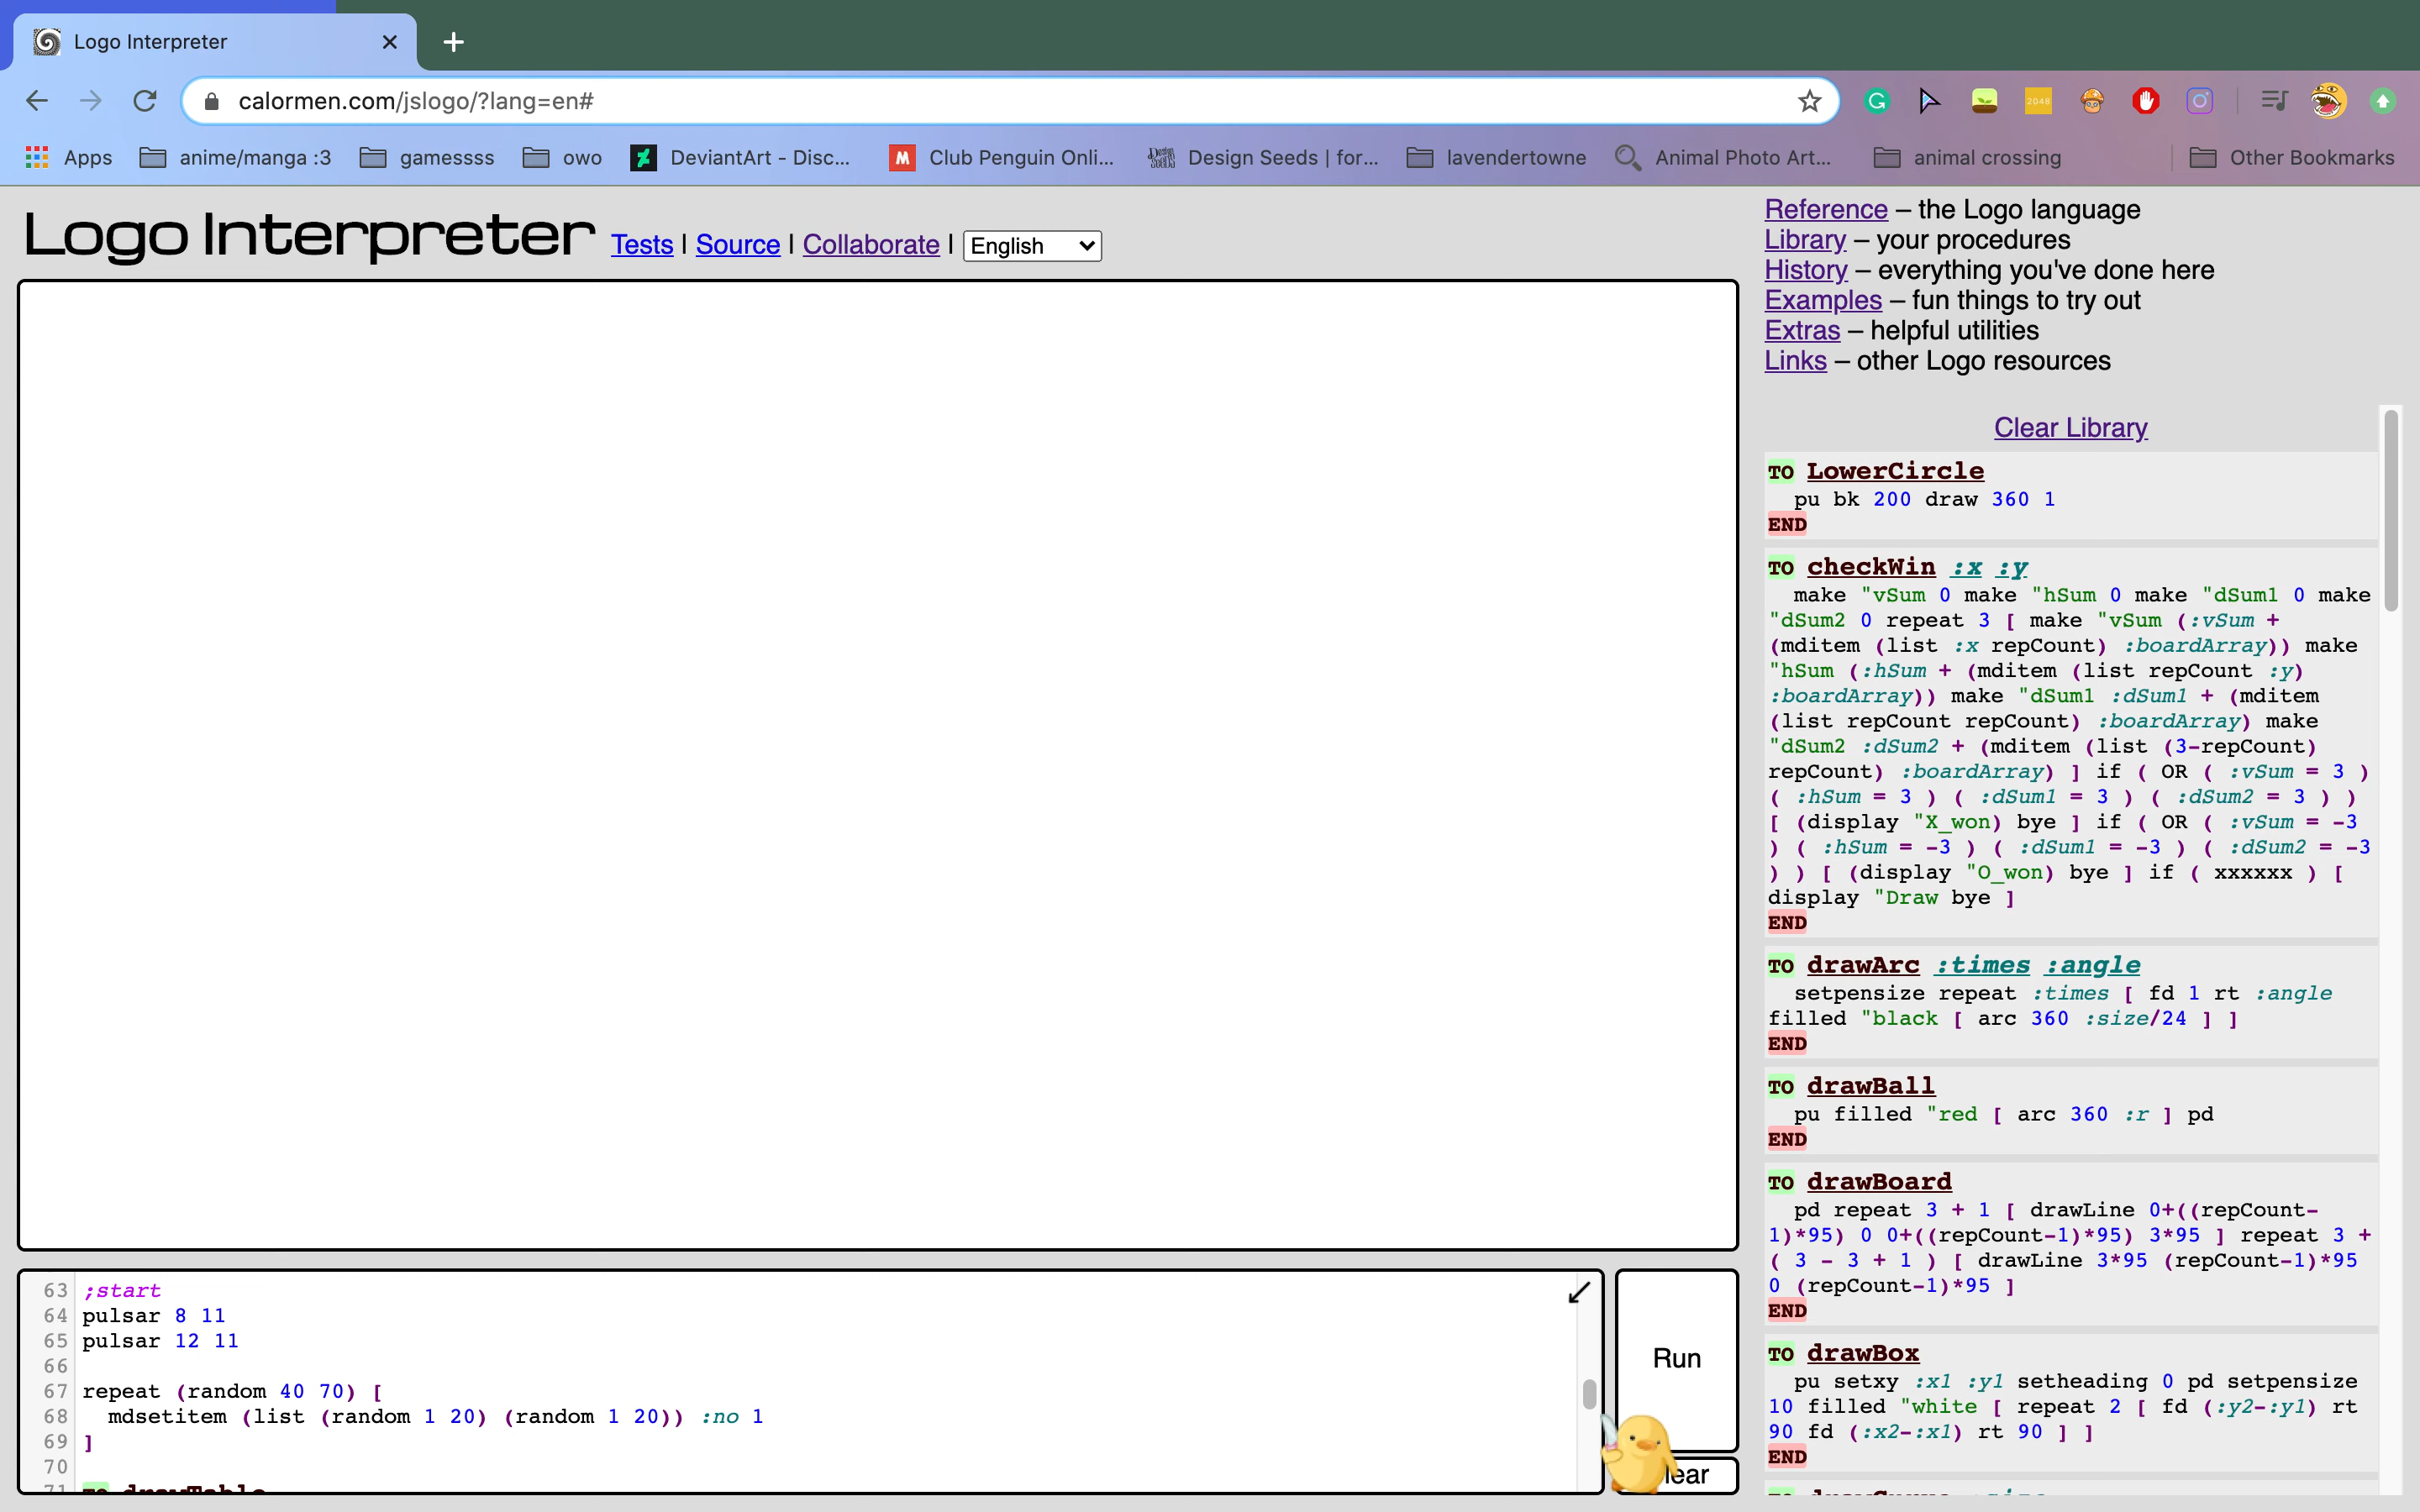 Logo Interpreter
calormen.com/jslogo/?lang=en#
2048
Apps anime/manga :3 gamessss owo DeviantArt - Disc... Club Penguin Onli... Design Seeds | for... lavendertowne Animal Photo Art... animal crossing Other Bookmarks
Logo Interpreter Tests | Source | Collaborate | English
Reference – the Logo language
Library – your procedures
History – everything you've done here
Examples – fun things to try out
Extras – helpful utilities
Links – other Logo resources
Clear Library
TO LowerCircle
pu bk 200 draw 360 1
END
TO checkWin :x :y
make "vSum 0 make "hSum 0 make "dSum1 0 make
"dSum2 0 repeat 3 [ make "vSum (:vSum +
(mditem (list :x repCount) :boardArray)) make
"hSum (:hSum + (mditem (list repCount :y)
:boardArray)) make "dSum1 :dSum1 + (mditem
(list repCount repCount) :boardArray) make
"dSum2 :dSum2 + (mditem (list (3-repCount)
repCount) :boardArray) ] if ( OR ( :vSum = 3 )
( :hSum = 3 ) ( :dSum1 = 3 ) ( :dSum2 = 3 ) )
[ (display "X_won) bye ] if ( OR ( :vSum = -3
) ( :hSum = -3 ) ( :dSum1 = -3 ) ( :dSum2 = -3
) ) [ (display "O_won) bye ] if ( xxxxxx ) [
display "Draw bye ]
END
TO drawArc :times :angle
setpensize repeat :times [ fd 1 rt :angle
filled "black [ arc 360 :size/24 ] ]
END
TO drawBall
pu filled "red [ arc 360 :r ] pd
END
TO drawBoard
pd repeat 3 + 1 [ drawLine 0+((repCount-
1)*95) 0 0+((repCount-1)*95) 3*95 ] repeat 3 +
( 3 - 3 + 1 ) [ drawLine 3*95 (repCount-1)*95
0 (repCount-1)*95 ]
END
TO drawBox
pu setxy :x1 :y1 setheading 0 pd setpensize
10 filled "white [ repeat 2 [ fd (:y2-:y1) rt
90 fd (:x2-:x1) rt 90 ] ]
END
63 ;start
64 pulsar 8 11
65 pulsar 12 11
66
67 repeat (random 40 70) [
68 mdsetitem (list (random 1 20) (random 1 20)) :no 1
69 ]
70
71 TO drawTable
Run